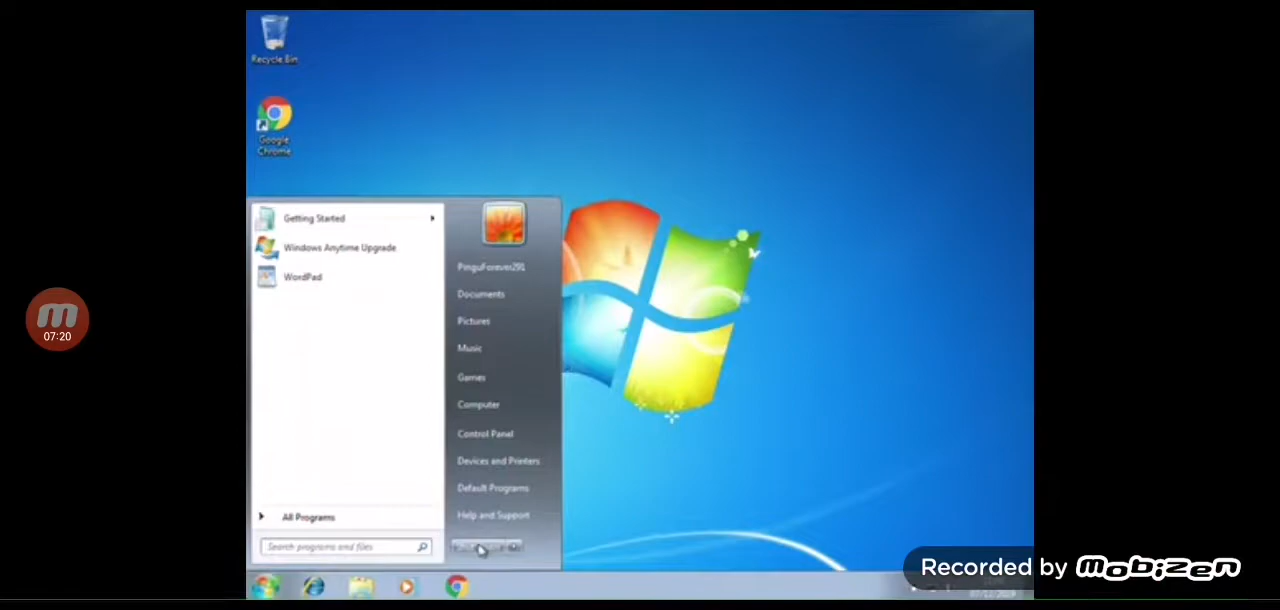 Recycle Bin
Google
Chrome
Getting Started
Windows Anytime Upgrade
WordPad
All Programs
Search programs and files
PinguForever291
Documents
Pictures
Music
Games
Computer
Control Panel
Devices and Printers
Default Programs
Help and Support
07:20
Recorded by mobizen